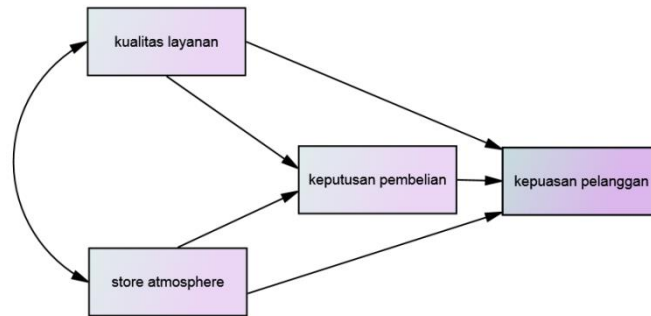 kualitas layanan
keputusan pembelian
kepuasan pelanggan
store atmosphere